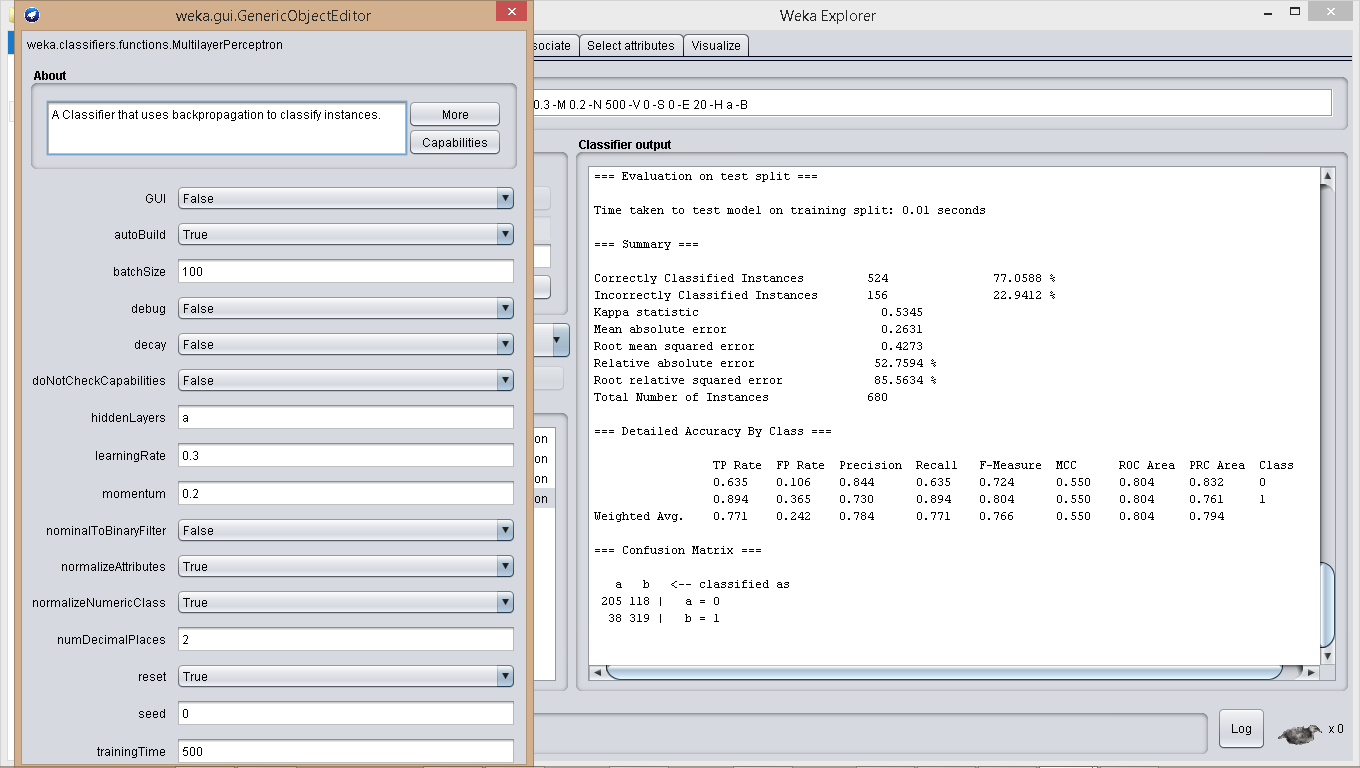 weka.gui.GenericObjectEditor
weka.classifiers.functions.MultilayerPerceptron
About
A Classifier that uses backpropagation to classify instances.
More
Capabilities
GUI False
autoBuild True
batchSize 100
debug False
decay False
doNotCheckCapabilities False
hiddenLayers a
learningRate 0.3
momentum 0.2
nominalToBinaryFilter False
normalizeAttributes True
normalizeNumericClass True
numDecimalPlaces 2
reset True
seed 0
trainingTime 500
Weka Explorer
sociate Select attributes Visualize
0.3 -M 0.2 -N 500 -V 0 -S 0 -E 20 -H a -B
on
on
on
on
Classifier output
=== Evaluation on test split ===
Time taken to test model on training split: 0.01 seconds
=== Summary ===
Correctly Classified Instances 524 77.0588 %
Incorrectly Classified Instances 156 22.9412 %
Kappa statistic 0.5345
Mean absolute error 0.2631
Root mean squared error 0.4273
Relative absolute error 52.7594 %
Root relative squared error 85.5634 %
Total Number of Instances 680
=== Detailed Accuracy By Class ===
TP Rate FP Rate Precision Recall F-Measure MCC ROC Area PRC Area Class
0.635 0.106 0.844 0.635 0.724 0.550 0.804 0.832 0
0.894 0.365 0.730 0.894 0.804 0.550 0.804 0.761 1
Weighted Avg. 0.771 0.242 0.784 0.771 0.766 0.550 0.804 0.794
=== Confusion Matrix ===
a b <-- classified as
205 118 | a = 0
38 319 | b = 1
Log
x 0